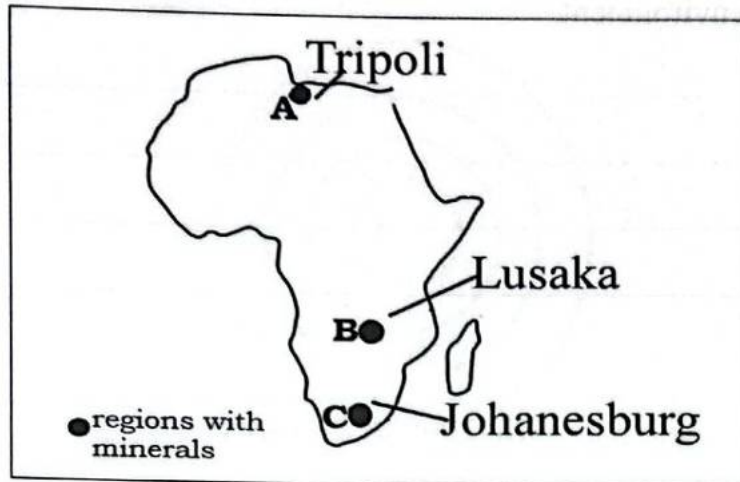 Tripoli
A
Lusaka
B
C
Johanesburg
regions with
minerals